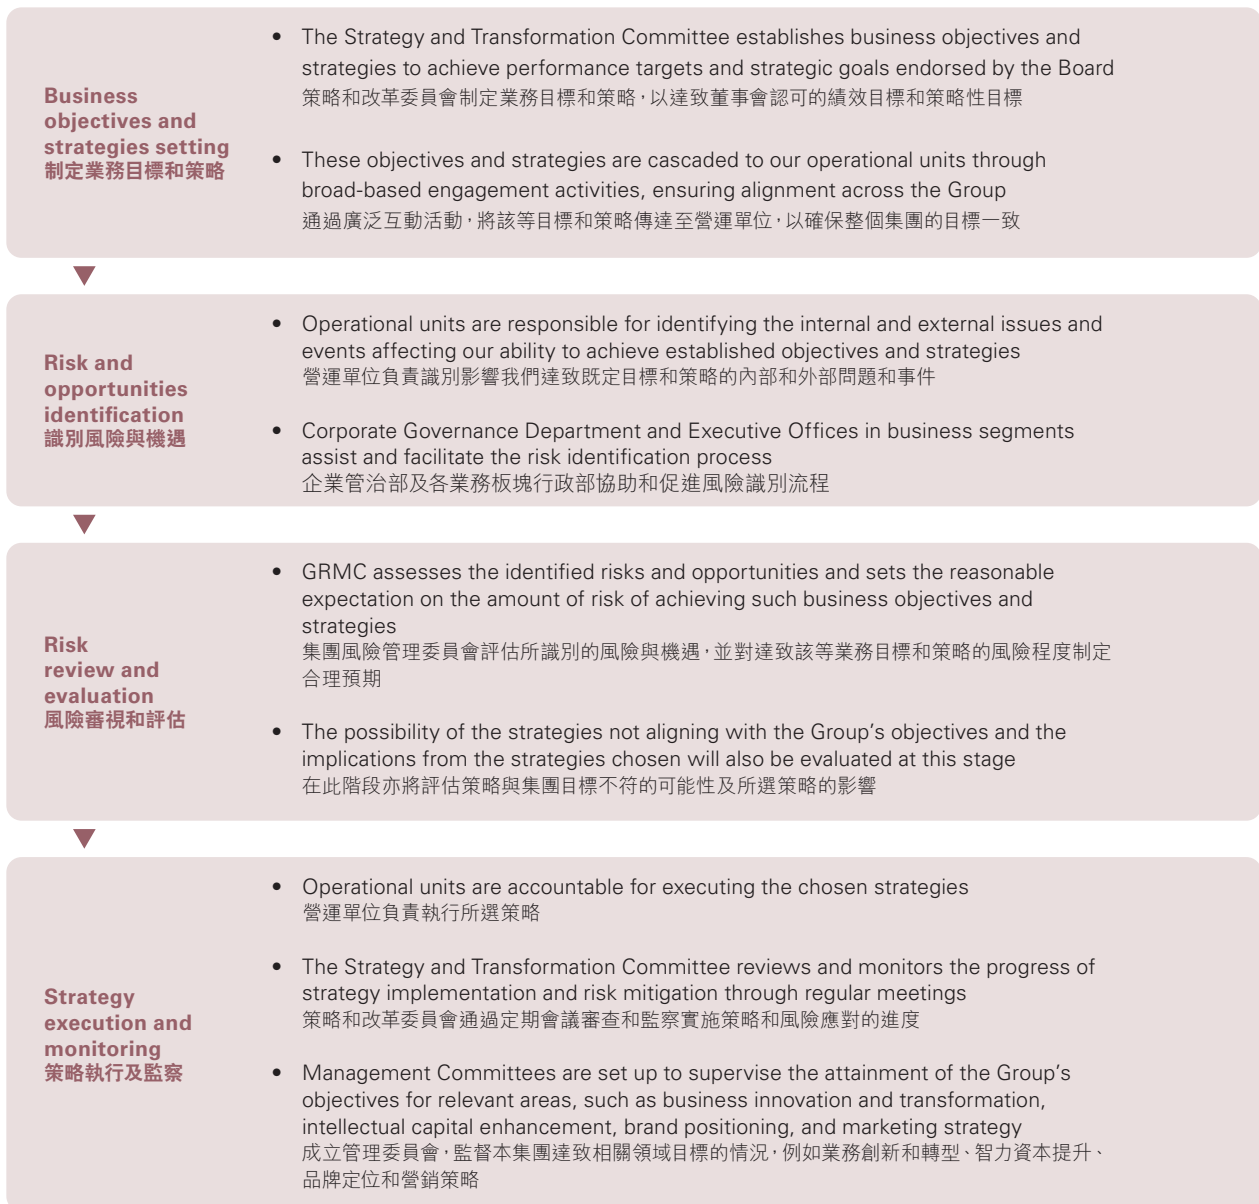 Business
objectives and
strategies setting
制定業務目標和策略
• The Strategy and Transformation Committee establishes business objectives and
strategies to achieve performance targets and strategic goals endorsed by the Board
策略和改革委員會制定業務目標和策略，以達致董事會認可的績效目標和策略性目標
• These objectives and strategies are cascaded to our operational units through
broad-based engagement activities, ensuring alignment across the Group
通過廣泛互動活動，將該等目標和策略傳達至營運單位，以確保整個集團的目標一致
Risk and
opportunities
identification
識別風險與機遇
• Operational units are responsible for identifying the internal and external issues and
events affecting our ability to achieve established objectives and strategies
營運單位負責識別影響我們達致既定目標和策略的內部和外部問題和事件
• Corporate Governance Department and Executive Offices in business segments
assist and facilitate the risk identification process
企業管治部及各業務板塊行政部協助和促進風險識別流程
Risk
review and
evaluation
風險審視和評估
• GRMC assesses the identified risks and opportunities and sets the reasonable
expectation on the amount of risk of achieving such business objectives and
strategies
集團風險管理委員會評估所識別的風險與機遇，並對達致該等業務目標和策略的風險程度制定
合理預期
• The possibility of the strategies not aligning with the Group’s objectives and the
implications from the strategies chosen will also be evaluated at this stage
在此階段亦將評估策略與集團目標不符的可能性及所選策略的影響
Strategy
execution and
monitoring
策略執行及監察
• Operational units are accountable for executing the chosen strategies
營運單位負責執行所選策略
• The Strategy and Transformation Committee reviews and monitors the progress of
strategy implementation and risk mitigation through regular meetings
策略和改革委員會通過定期會議審查和監察實施策略和風險應對的進度
• Management Committees are set up to supervise the attainment of the Group’s
objectives for relevant areas, such as business innovation and transformation,
intellectual capital enhancement, brand positioning, and marketing strategy
成立管理委員會，監督本集團達致相關領域目標的情況，例如業務創新和轉型、智力資本提升、
品牌定位和營銷策略